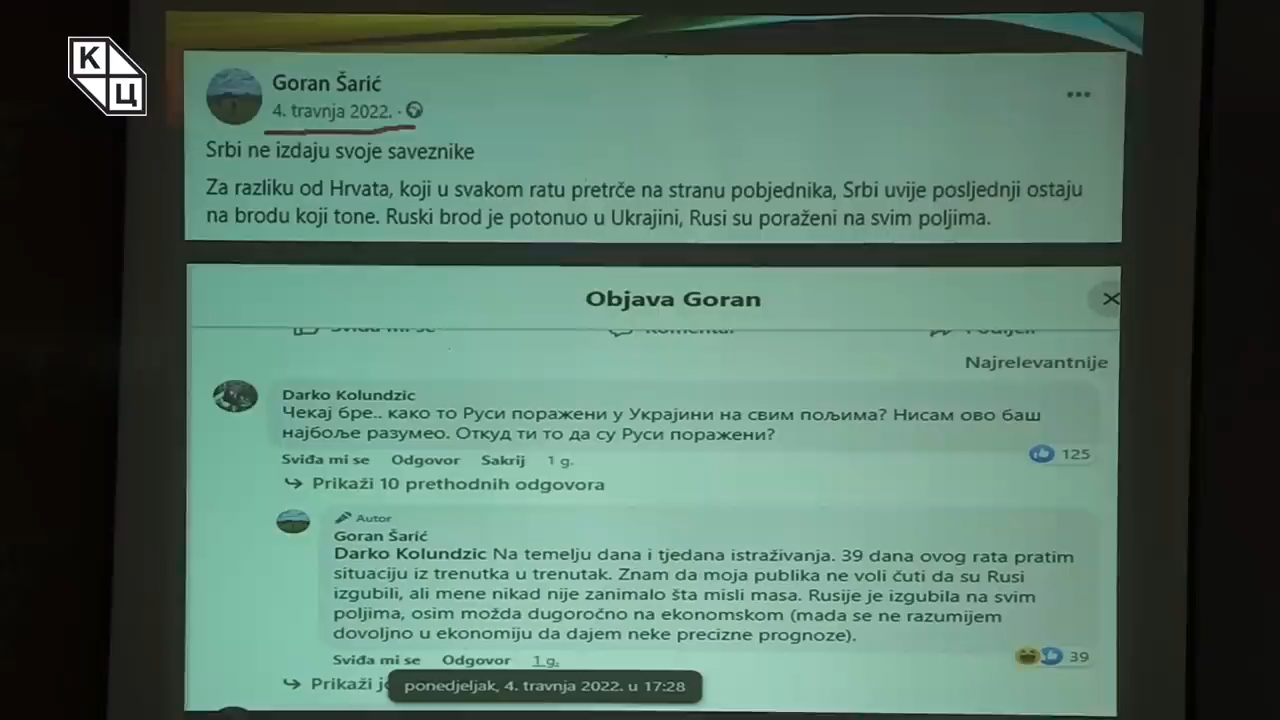 К
Ц
Goran Šarić
4. travnja 2022. ·
Srbi ne izdaju svoje saveznike
Za razliku od Hrvata, koji u svakom ratu pretrče na stranu pobjednika, Srbi uvije posljednji ostaju
na brodu koji tone. Ruski brod je potonuo u Ukrajini, Rusi su poraženi na svim poljima.
Objava Goran
Sviđa mi se Komentar Podijeli
Najrelevantnije
Darko Kolundzic
Чекај бре.. како то Руси поражени у Украјини на свим пољима? Нисам ово баш
најбоље разумео. Откуд ти то да су Руси поражени?
Sviđa mi se Odgovor Sakrij 1 g.
125
Prikaži 10 prethodnih odgovora
Autor
Goran Šarić
Darko Kolundzic Na temelju dana i tjedana istraživanja. 39 dana ovog rata pratim
situaciju iz trenutka u trenutak. Znam da moja publika ne voli čuti da su Rusi
izgubili, ali mene nikad nije zanimalo šta misli masa. Rusije je izgubila na svim
poljima, osim možda dugoročno na ekonomskom (mada se ne razumijem
dovoljno u ekonomiju da dajem neke precizne prognoze).
Sviđa mi se Odgovor 1 g.
39
Prikaži
ponedjeljak, 4. travnja 2022. u 17:28